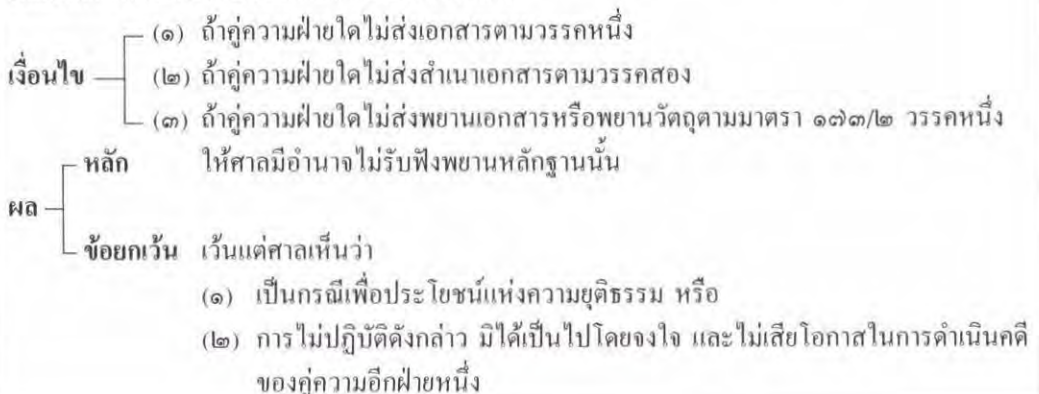 (๑) ถ้าคู่ความฝ่ายใดไม่ส่งเอกสารตามวรรคหนึ่ง
เงื่อนไข (๒) ถ้าคู่ความฝ่ายใดไม่ส่งสำเนาเอกสารตามวรรคสอง
(๓) ถ้าคู่ความฝ่ายใดไม่ส่งพยานเอกสารหรือพยานวัตถุตามมาตรา ๑๗๓/๒ วรรคหนึ่ง
หลัก ให้ศาลมีอำนาจไม่รับฟังพยานหลักฐานนั้น
ผล
ข้อยกเว้น เว้นแต่ศาลเห็นว่า
(๑) เป็นกรณีเพื่อประโยชน์แห่งความยุติธรรม หรือ
(๒) การไม่ปฏิบัติดังกล่าว มิได้เป็นไปโดยจงใจ และไม่เสียโอกาสในการดำเนินคดี
ของคู่ความอีกฝ่ายหนึ่ง